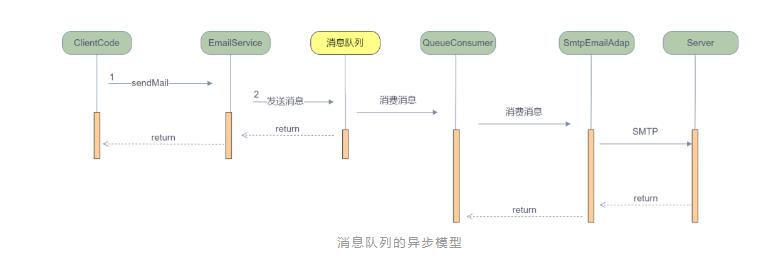 ClientCode
EmailService
消息队列
QueueConsumer
SmtpEmailAdap
Server
1
sendMail
2
发送消息
消费消息
消费消息
SMTP
return
return
return
return
消息队列的异步模型